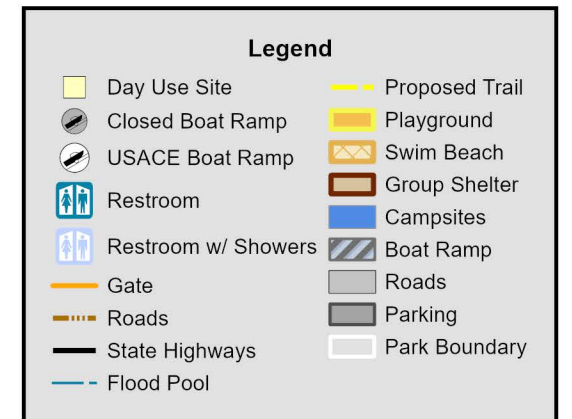 Legend
Day Use Site
Closed Boat Ramp
USACE Boat Ramp
Restroom
Restroom w/ Showers
Gate
Roads
State Highways
Flood Pool
Proposed Trail
Playground
Swim Beach
Group Shelter
Campsites
Boat Ramp
Roads
Parking
Park Boundary